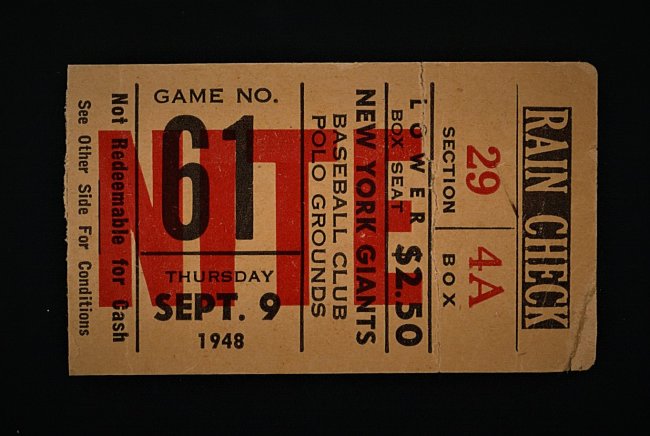 Not Redeemable for Cash
See Other Side For Conditions
NITE
GAME NO.
61
THURSDAY
SEPT. 9
1948
NEW YORK GIANTS
BASEBALL CLUB
POLO GROUNDS
LOWER
BOX SEAT
$2.50
29
SECTION
4A
BOX
RAIN CHECK